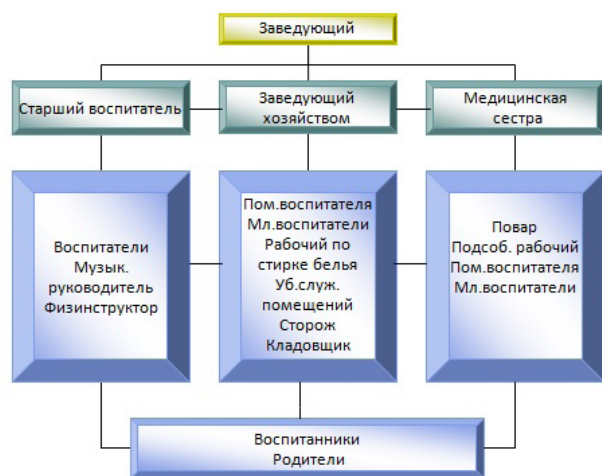 Заведующий
Старший воспитатель
Заведующий
хозяйством
Медицинская
сестра
Воспитатели
Музык.
руководитель
Физинструктор
Пом.воспитателя
Мл.воспитатели
Рабочий по
стирке белья
Уб.служ.
помещений
Сторож
Кладовщик
Повар
Подсоб. рабочий
Пом.воспитателя
Мл.воспитатели
Воспитанники
Родители